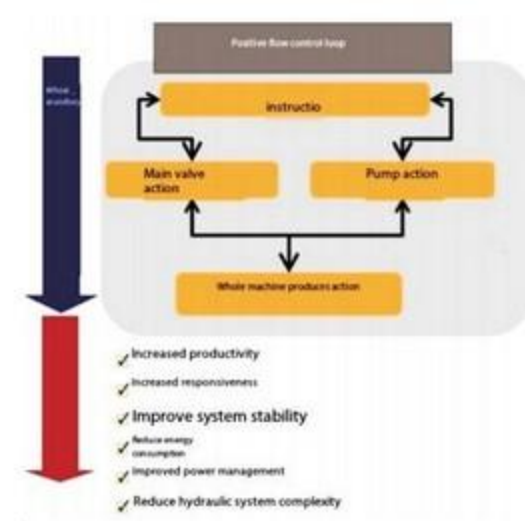 Positive flow control loop
instructio
Main valve
action
Pump action
Whole machine produces action
Increased productivity
Increased responsiveness
Improve system stability
Reduce energy
consumption
Improved power management
Reduce hydraulic system complexity